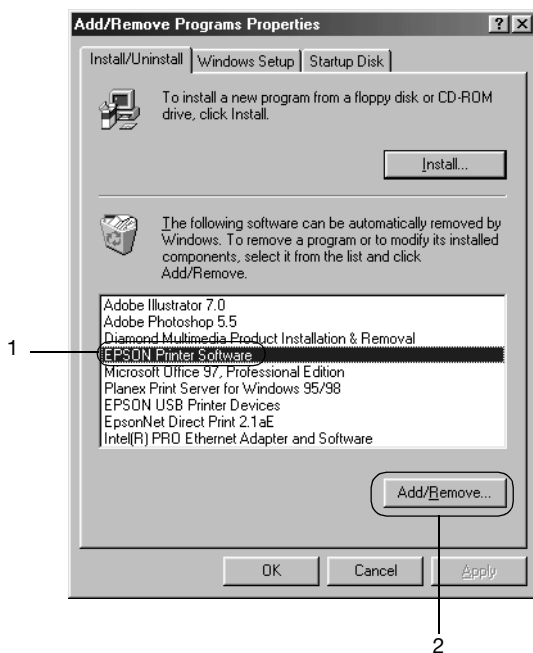 Add/Remove Programs Properties
Install/Uninstall Windows Setup Startup Disk
To install a new program from a floppy disk or CD-ROM
drive, click Install.
Install...
The following software can be automatically removed by
Windows. To remove a program or to modify its installed
components, select it from the list and click
Add/Remove.
Adobe Illustrator 7.0
Adobe Photoshop 5.5
Diamond Multimedia Product Installation & Removal
1 EPSON Printer Software
Microsoft Office 97, Professional Edition
Planex Print Server for Windows 95/98
EPSON USB Printer Devices
EpsonNet Direct Print 2.1aE
Intel(R) PRO Ethernet Adapter and Software
Add/Remove...
OK Cancel Apply
2